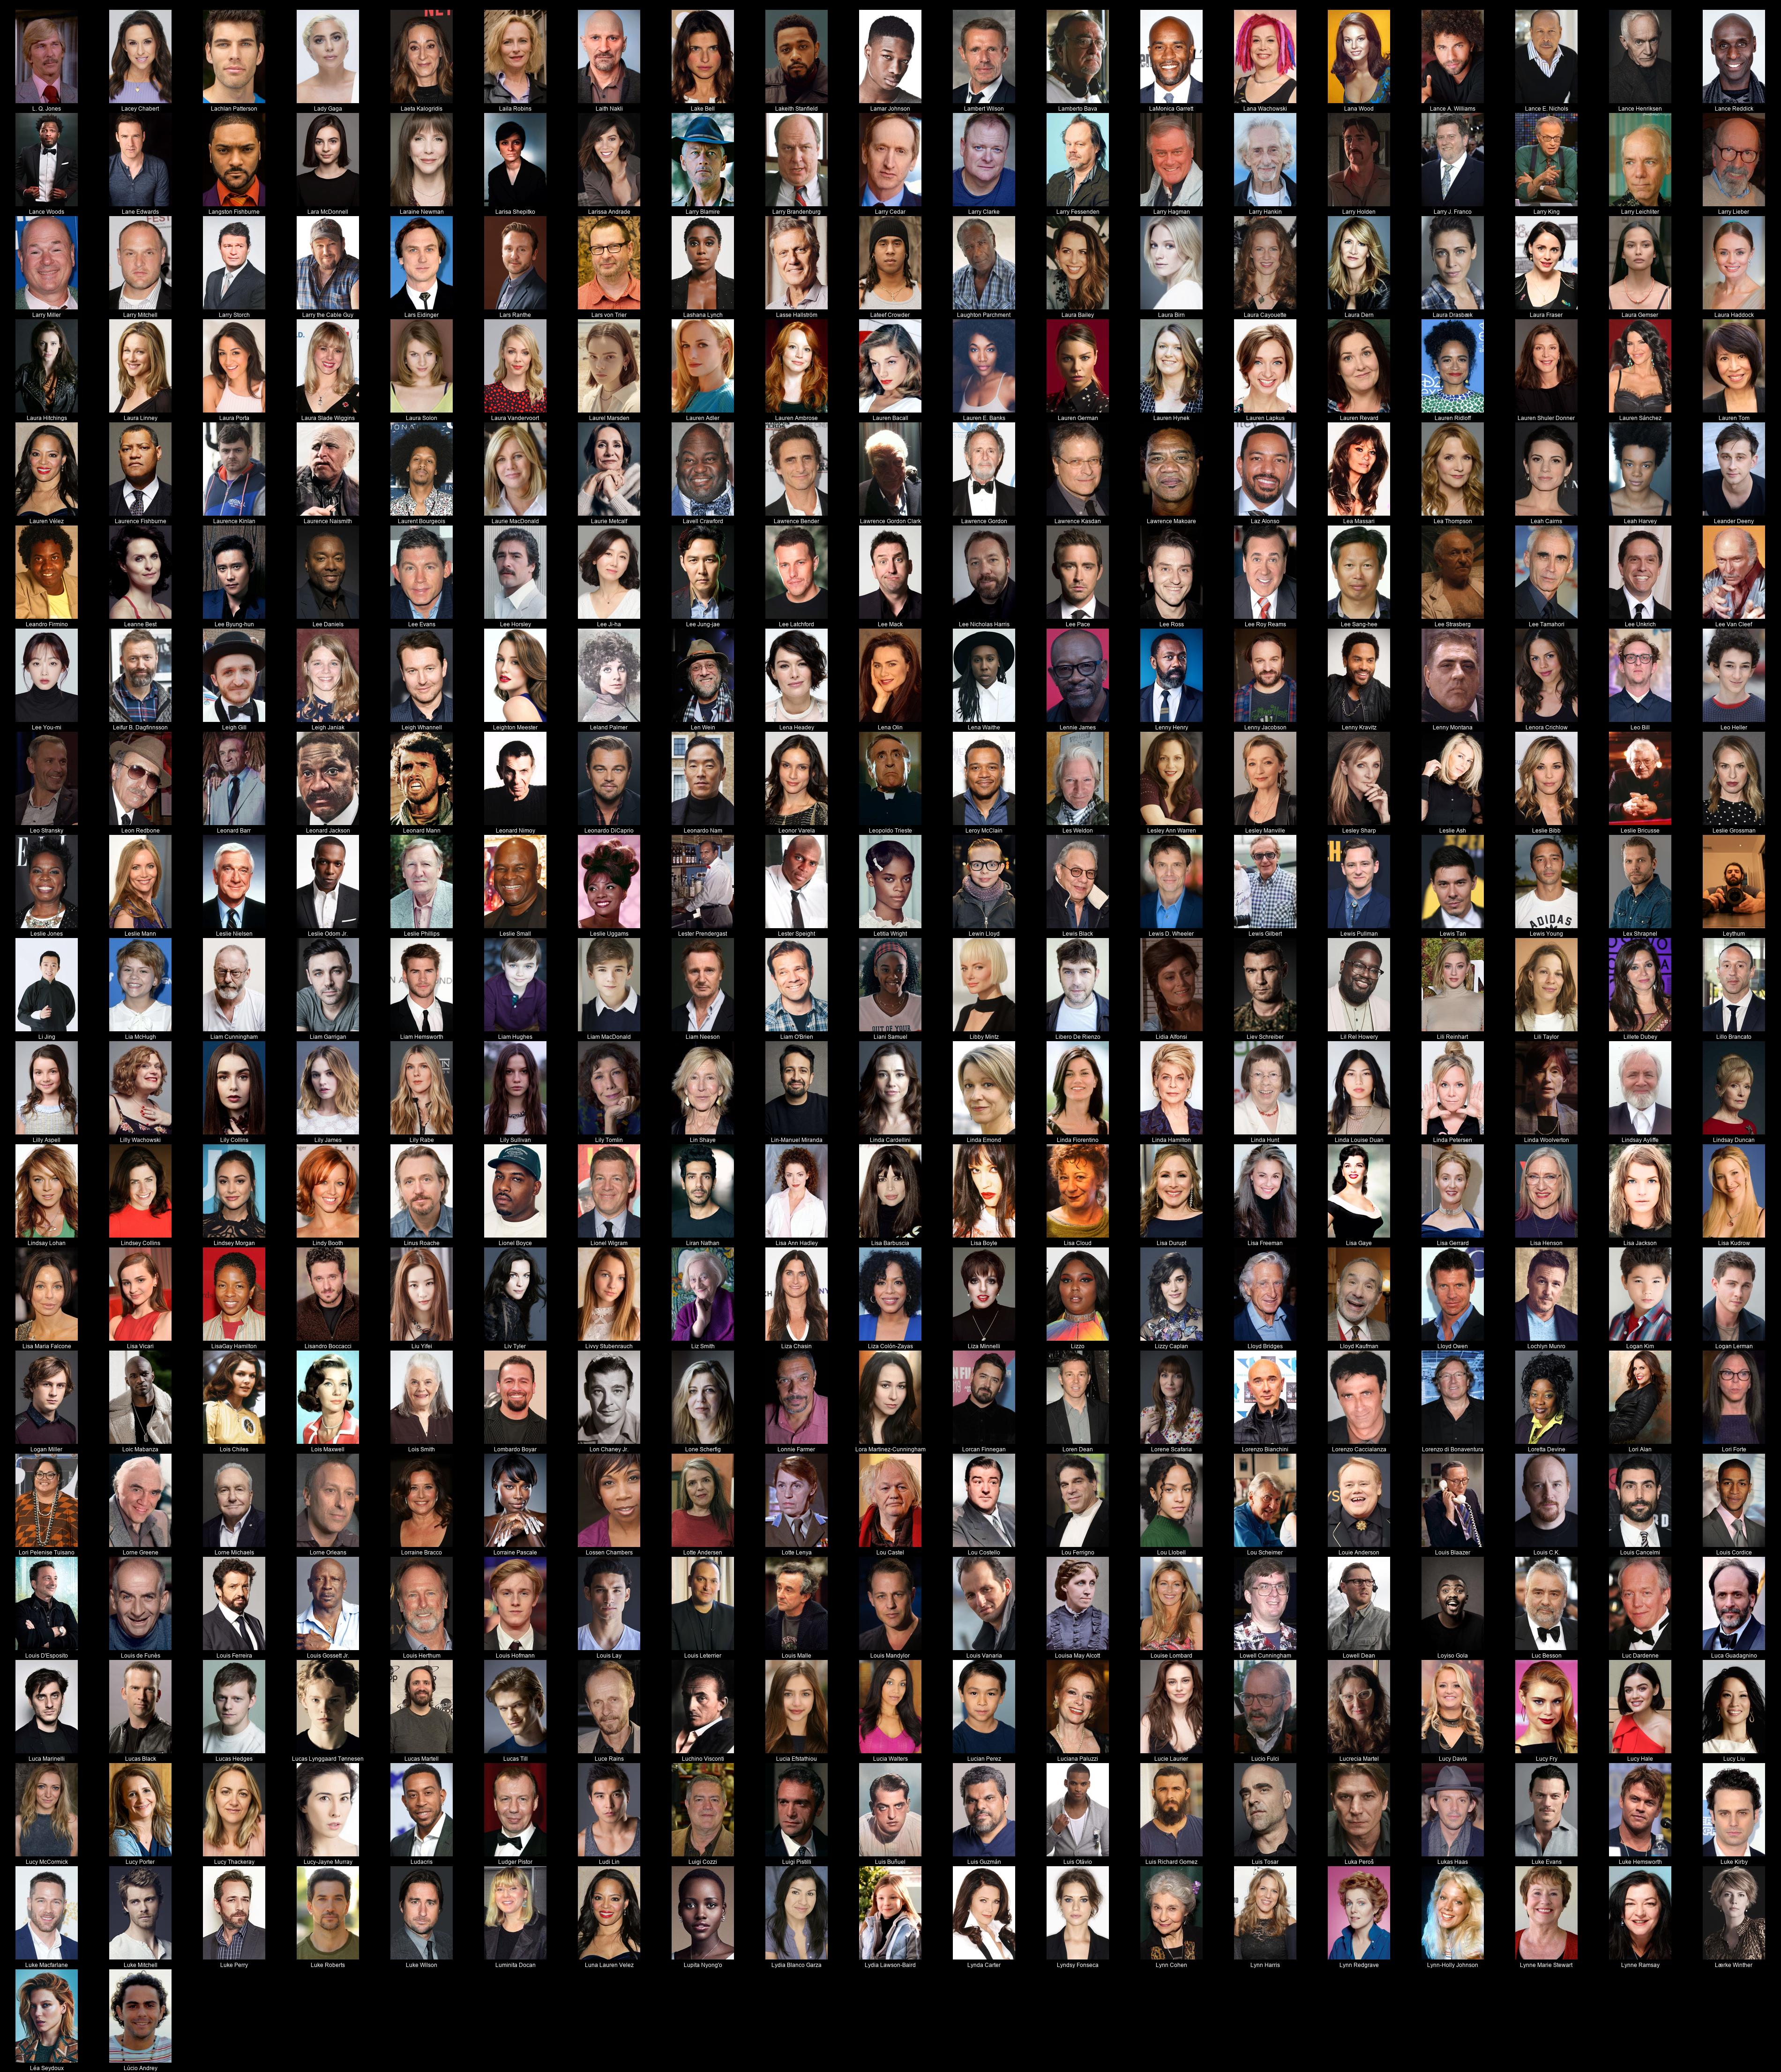 L. Q. Jones Lacey Chabert Lachlan Patterson Lady Gaga Laeta Kalogridis Laila Robins Laith Nakli Lake Bell Lakeith Stanfield Lamar Johnson Lambert Wilson Lamberto Bava LaMonica Garrett Lana Wachowski Lana Wood Lance A. Williams Lance E. Nichols Lance Henriksen Lance Reddick
Lance Woods Lane Edwards Langston Fishburne Lara McDonnell Laraine Newman Larisa Shepitko Larissa Andrade Larry Blamire Larry Brandenburg Larry Cedar Larry Clarke Larry Fessenden Larry Hagman Larry Hankin Larry Holden Larry J. Franco Larry King Larry Leichliter Larry Lieber
Larry Miller Larry Mitchell Larry Storch Larry the Cable Guy Lars Eidinger Lars Ranthe Lars von Trier Lashana Lynch Lasse Hallström Lateef Crowder Laughton Parchment Laura Bailey Laura Birn Laura Cayouette Laura Dern Laura Drasbæk Laura Fraser Laura Gemser Laura Haddock
Laura Hitchings Laura Linney Laura Porta Laura Slade Wiggins Laura Solon Laura Vandervoort Laurel Marsden Lauren Adler Lauren Ambrose Lauren Bacall Lauren E. Banks Lauren German Lauren Hynek Lauren Lapkus Lauren Revard Lauren Ridloff Lauren Shuler Donner Lauren Sánchez Lauren Tom
Lauren Vélez Laurence Fishburne Laurence Kinlan Laurence Naismith Laurent Bourgeois Laurie MacDonald Laurie Metcalf Lavell Crawford Lawrence Bender Lawrence Gordon Clark Lawrence Gordon Lawrence Kasdan Lawrence Makoare Laz Alonso Lea Massari Lea Thompson Leah Cairns Leah Harvey Leander Deeny
Leandro Firmino Leanne Best Lee Byung-hun Lee Daniels Lee Evans Lee Horsley Lee Ji-ha Lee Jung-jae Lee Latchford Lee Mack Lee Nicholas Harris Lee Pace Lee Ross Lee Roy Reams Lee Sang-hee Lee Strasberg Lee Tamahori Lee Unkrich Lee Van Cleef
Lee You-mi Leifur B. Dagfinnsson Leigh Gill Leigh Janiak Leigh Whannell Leighton Meester Leland Palmer Len Wein Lena Headey Lena Olin Lena Waithe Lennie James Lenny Henry Lenny Jacobson Lenny Kravitz Lenny Montana Lenora Crichlow Leo Bill Leo Heller
Leo Stransky Leon Redbone Leonard Barr Leonard Jackson Leonard Mann Leonard Nimoy Leonardo DiCaprio Leonardo Nam Leonor Varela Leopoldo Trieste Leroy McClain Les Weldon Lesley Ann Warren Lesley Manville Lesley Sharp Leslie Ash Leslie Bibb Leslie Bricusse Leslie Grossman
Leslie Jones Leslie Mann Leslie Nielsen Leslie Odom Jr. Leslie Phillips Leslie Small Leslie Uggams Lester Prendergast Lester Speight Letitia Wright Lewin Lloyd Lewis Black Lewis D. Wheeler Lewis Gilbert Lewis Pullman Lewis Tan Lewis Young Lex Shrapnel Leythum
Li Jing Lia McHugh Liam Cunningham Liam Garrigan Liam Hemsworth Liam Hughes Liam MacDonald Liam Neeson Liam O'Brien Liani Samuel Libby Mintz Libero De Rienzo Lidia Alfonsi Liev Schreiber Lil Rel Howery Lili Reinhart Lili Taylor Lillete Dubey Lillo Brancato
Lilly Aspell Lilly Wachowski Lily Collins Lily James Lily Rabe Lily Sullivan Lily Tomlin Lin Shaye Lin-Manuel Miranda Linda Cardellini Linda Emond Linda Fiorentino Linda Hamilton Linda Hunt Linda Louise Duan Linda Petersen Linda Woolverton Lindsay Ayliffe Lindsay Duncan
Lindsay Lohan Lindsey Collins Lindsey Morgan Lindy Booth Linus Roache Lionel Boyce Lionel Wigram Liran Nathan Lisa Ann Hadley Lisa Barbuscia Lisa Boyle Lisa Cloud Lisa Durupt Lisa Freeman Lisa Gaye Lisa Gerrard Lisa Henson Lisa Jackson Lisa Kudrow
Lisa Maria Falcone Lisa Vicari LisaGay Hamilton Lisandro Boccacci Liu Yifei Liv Tyler Livvy Stubenrauch Liz Smith Liza Chasin Liza Colón-Zayas Liza Minnelli Lizzo Lizzy Caplan Lloyd Bridges Lloyd Kaufman Lloyd Owen Lochlyn Munro Logan Kim Logan Lerman
Logan Miller Loic Mabanza Lois Chiles Lois Maxwell Lois Smith Lombardo Boyar Lon Chaney Jr. Lone Scherfig Lonnie Farmer Lora Martinez-Cunningham Lorcan Finnegan Loren Dean Lorene Scafaria Lorenzo Bianchini Lorenzo Caccialanza Lorenzo di Bonaventura Loretta Devine Lori Alan Lori Forte
Lori Pelenise Tuisano Lorne Greene Lorne Michaels Lorne Orleans Lorraine Bracco Lorraine Pascale Lossen Chambers Lotte Andersen Lotte Lenya Lou Castel Lou Costello Lou Ferrigno Lou Llobell Lou Scheimer Louie Anderson Louis Blaazer Louis C.K. Louis Cancelmi Louis Cordice
Louis D'Esposito Louis de Funès Louis Ferreira Louis Gossett Jr. Louis Herthum Louis Hofmann Louis Lay Louis Leterrier Louis Malle Louis Mandylor Louis Vanaria Louisa May Alcott Louise Lombard Lowell Cunningham Lowell Dean Loyiso Gola Luc Besson Luc Dardenne Luca Guadagnino
Luca Marinelli Lucas Black Lucas Hedges Lucas Lynggaard Tønnesen Lucas Martell Lucas Till Luce Rains Luchino Visconti Lucia Efstathiou Lucia Walters Lucian Perez Luciana Paluzzi Lucie Laurier Lucio Fulci Lucrecia Martel Lucy Davis Lucy Fry Lucy Hale Lucy Liu
Lucy McCormick Lucy Porter Lucy Thackeray Lucy-Jayne Murray Ludacris Ludger Pistor Ludi Lin Luigi Cozzi Luigi Pistilli Luis Buñuel Luis Guzmán Luis Otávio Luis Richard Gomez Luis Tosar Luka Peroš Lukas Haas Luke Evans Luke Hemsworth Luke Kirby
Luke Macfarlane Luke Mitchell Luke Perry Luke Roberts Luke Wilson Luminita Docan Luna Lauren Velez Lupita Nyong'o Lydia Blanco Garza Lydia Lawson-Baird Lynda Carter Lyndsy Fonseca Lynn Cohen Lynn Harris Lynn Redgrave Lynn-Holly Johnson Lynne Marie Stewart Lynne Ramsay Lærke Winther
Léa Seydoux Lúcio Andrey